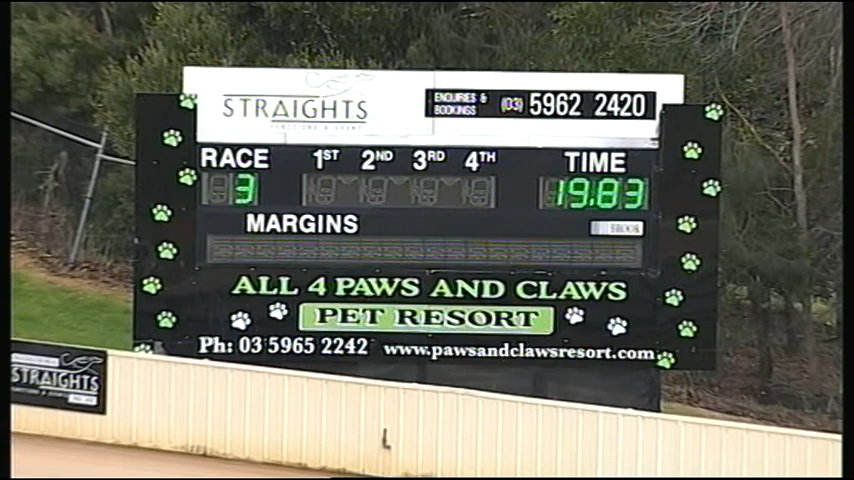 STRAIGHTS
FUNCTIONS & EVENTS
ENQUIRIES & BOOKINGS (03) 5962 2420
RACE 1ST 2ND 3RD 4TH TIME
3 19.83
MARGINS
ALL 4 PAWS AND CLAWS
PET RESORT
Ph: 03 5965 2242 www.pawsandclawsresort.com
STRAIGHTS